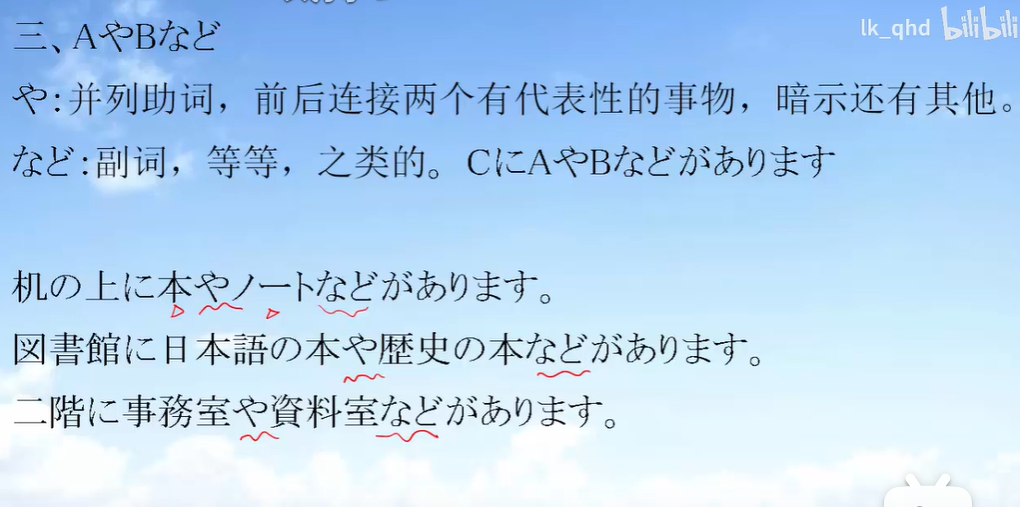 lk_qhd bilibili
三、AやBなど
や:并列助词，前后连接两个有代表性的事物，暗示还有其他。
など:副词，等等，之类的。CにAやBなどがあります
机の上に本やノートなどがあります。
図書館に日本語の本や歴史の本などがあります。
二階に事務室や資料室などがあります。